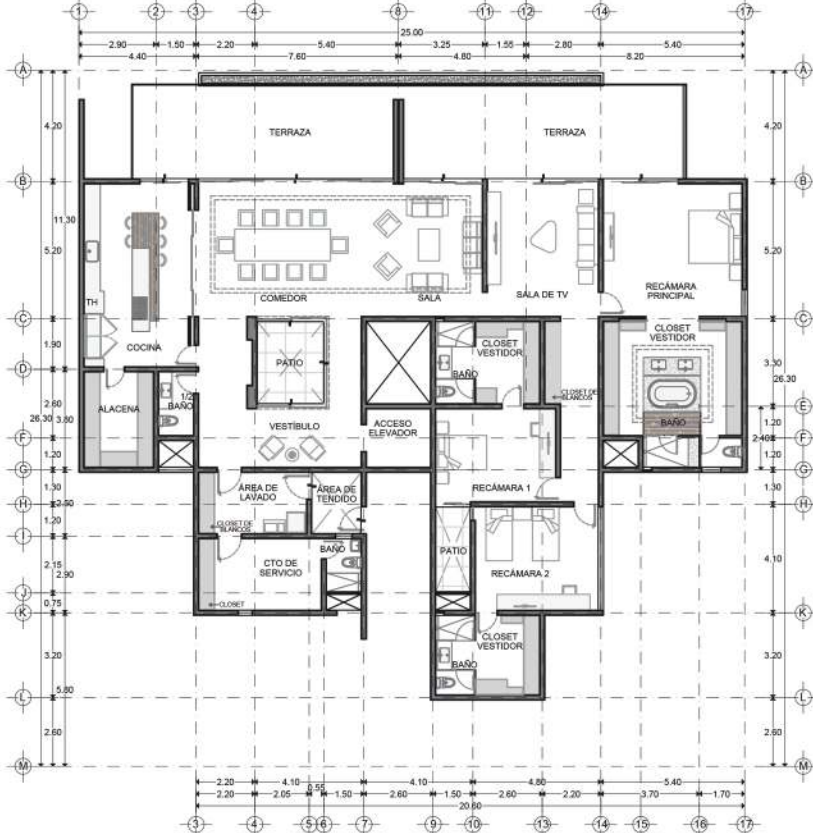 1 2 3 4 8 11 12 14 17
25.00
2.90 1.50 2.20 5.40 3.25 1.55 2.80 5.40
4.40 7.60 4.80 8.20
A A
4.20 4.20
TERRAZA TERRAZA
B B
11.30
5.20 5.20
RECÁMARA
PRINCIPAL
TH COMEDOR SALA SALA DE TV
C C
COCINA
1.90
PATIO
CLOSET
VESTIDOR
CLOSET
VESTIDOR
3.30
D
BAÑO
26.30
2.60
26.30 3.80
ALACENA
1/2
BAÑO
CLOSET DE
BLANCOS
E
1.20
BAÑO
2.40
VESTÍBULO
ACCESO
ELEVADOR
F F
1.20 1.20
G G
1.30 1.30
ÁREA DE
LAVADO
ÁREA DE
TENDIDO
RECÁMARA 1
2.50
H H
1.20
CLOSET DE
BLANCOS
I
BAÑO
PATIO
CTO DE
SERVICIO
2.15
2.90
4.10
RECÁMARA 2
J
0.75
CLOSET
K K
CLOSET
VESTIDOR
3.20 3.20
BAÑO
5.80
L L
2.60 2.60
M M
2.20 4.10 4.10 4.80 5.40
0.55
2.20 2.05 1.50 2.60 1.50 2.60 2.20 3.70 1.70
20.60
3 4 5 6 7 9 10 13 14 15 16 17